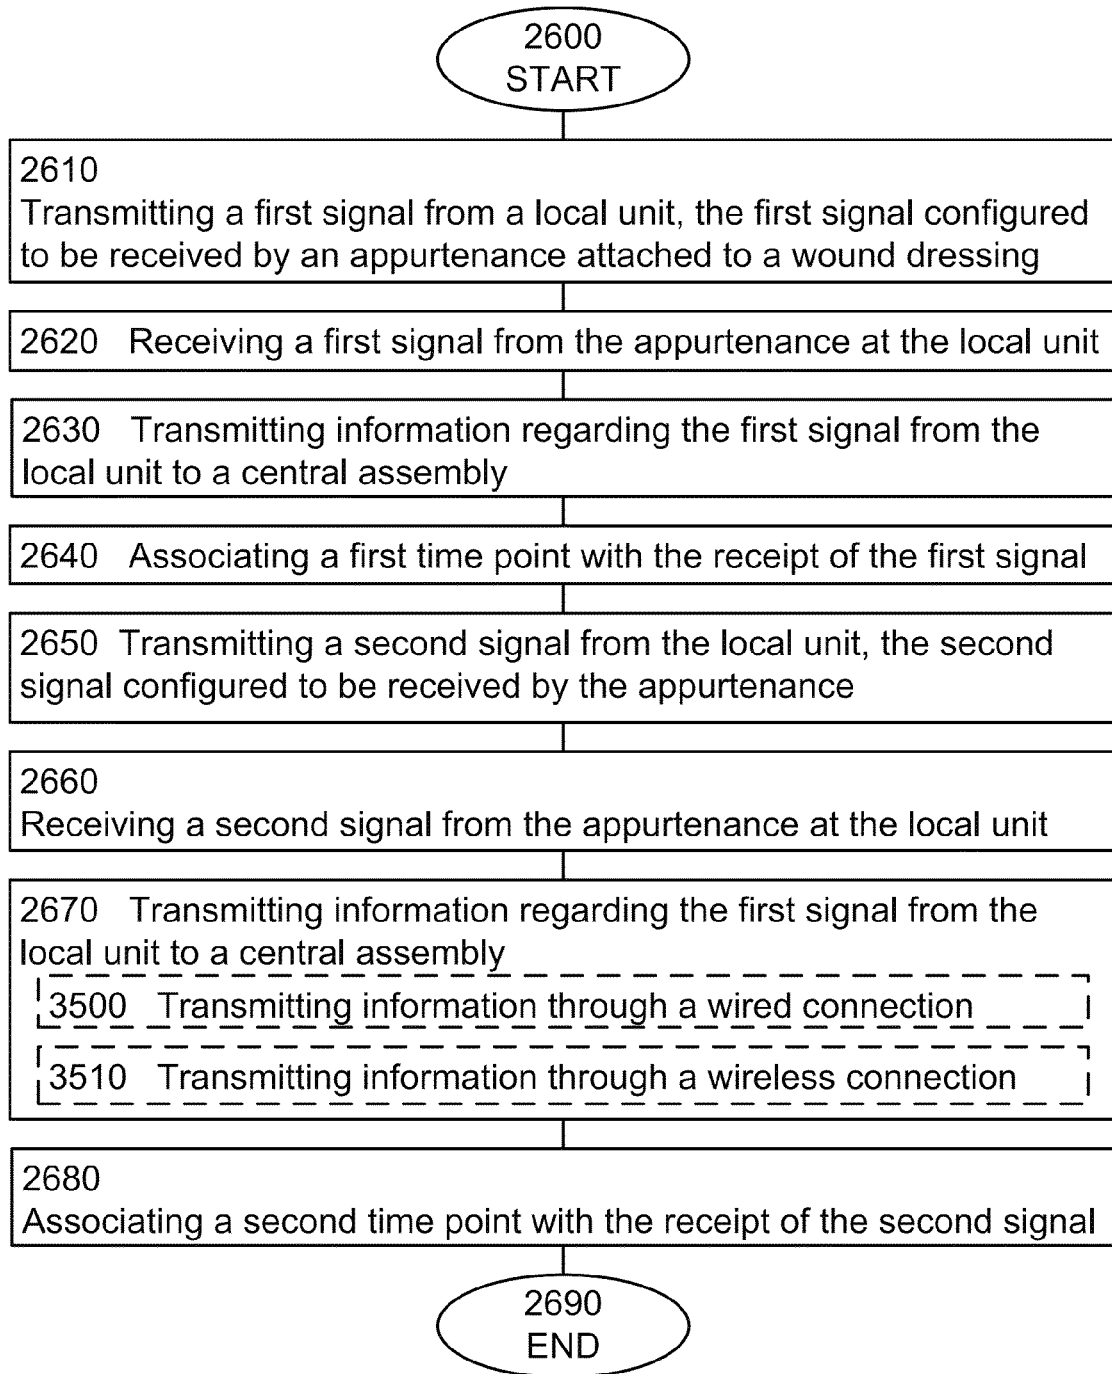 2600
START
2610
Transmitting a first signal from a local unit, the first signal configured
to be received by an appurtenance attached to a wound dressing
2620 Receiving a first signal from the appurtenance at the local unit
2630 Transmitting information regarding the first signal from the
local unit to a central assembly
2640 Associating a first time point with the receipt of the first signal
2650 Transmitting a second signal from the local unit, the second
signal configured to be received by the appurtenance
2660
Receiving a second signal from the appurtenance at the local unit
2670 Transmitting information regarding the first signal from the
local unit to a central assembly
3500 Transmitting information through a wired connection
3510 Transmitting information through a wireless connection
2680
Associating a second time point with the receipt of the second signal
2690
END